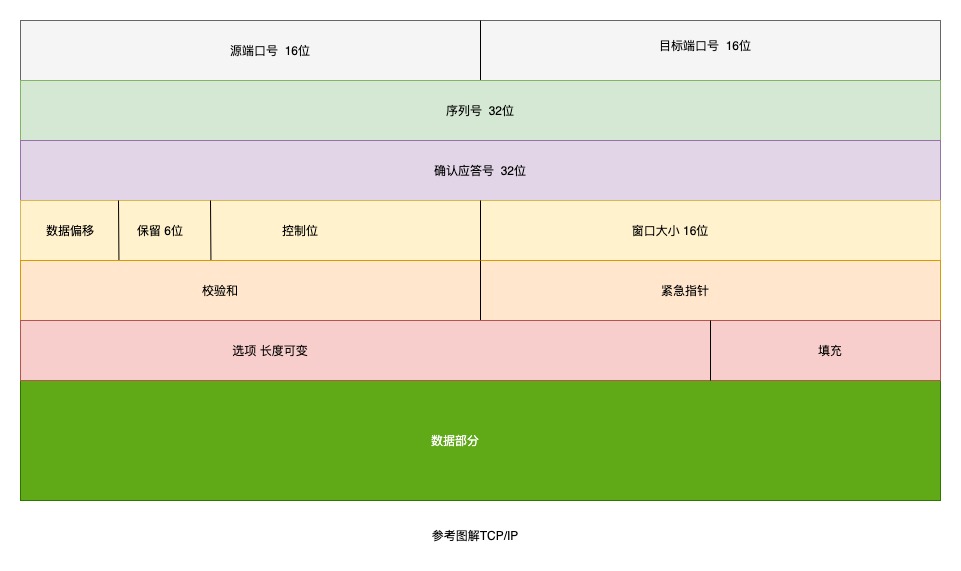 源端口号 16位
目标端口号 16位
序列号 32位
确认应答号 32位
数据偏移
保留 6位
控制位
窗口大小 16位
校验和
紧急指针
选项 长度可变
填充
数据部分
参考图解TCP/IP